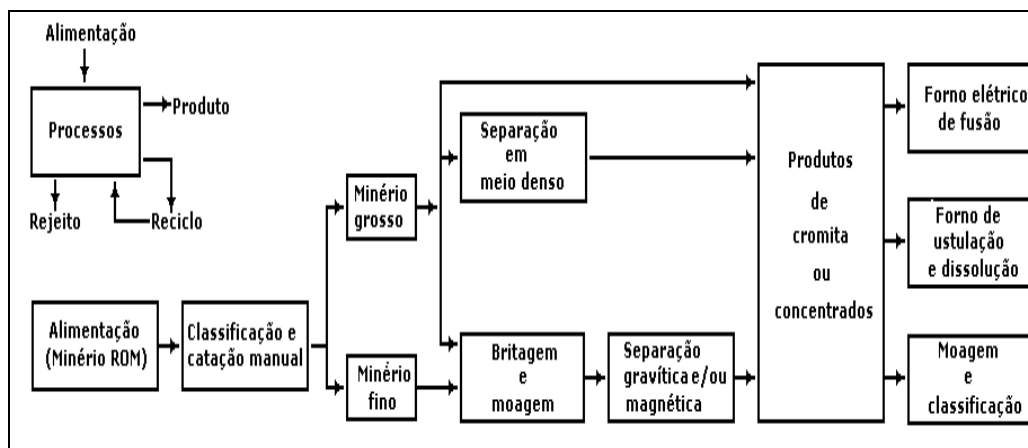 Alimentação
Processos
Produto
Rejeito
Reciclo
Alimentação
(Minério ROM)
Classificação e
catação manual
Minério
grosso
Minério
fino
Separação
em
meio denso
Britagem
e
moagem
Separação
gravítica e/ou
magnética
Produtos
de
cromita
ou
concentrados
Forno elétrico
de fusão
Forno de
ustulação
e dissolução
Moagem
e
classificação